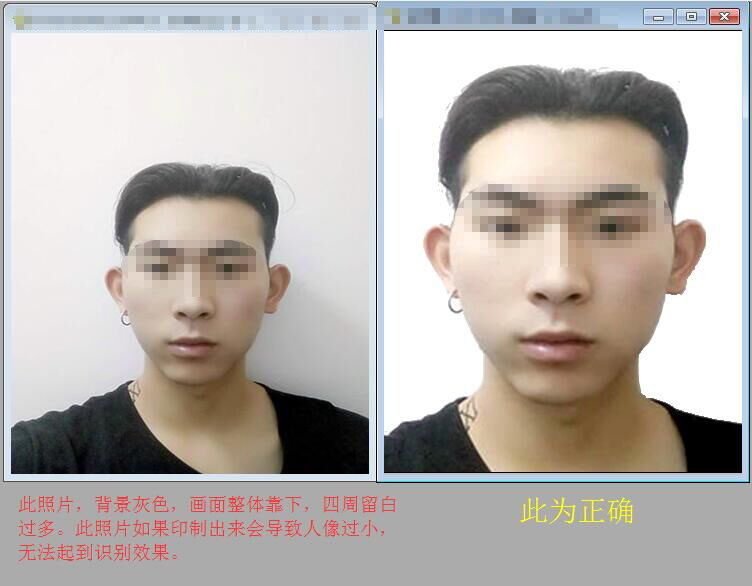 此照片，背景灰色，画面整体靠下，四周留白
过多。此照片如果印制出来会导致人像过小，
无法起到识别效果。
此为正确